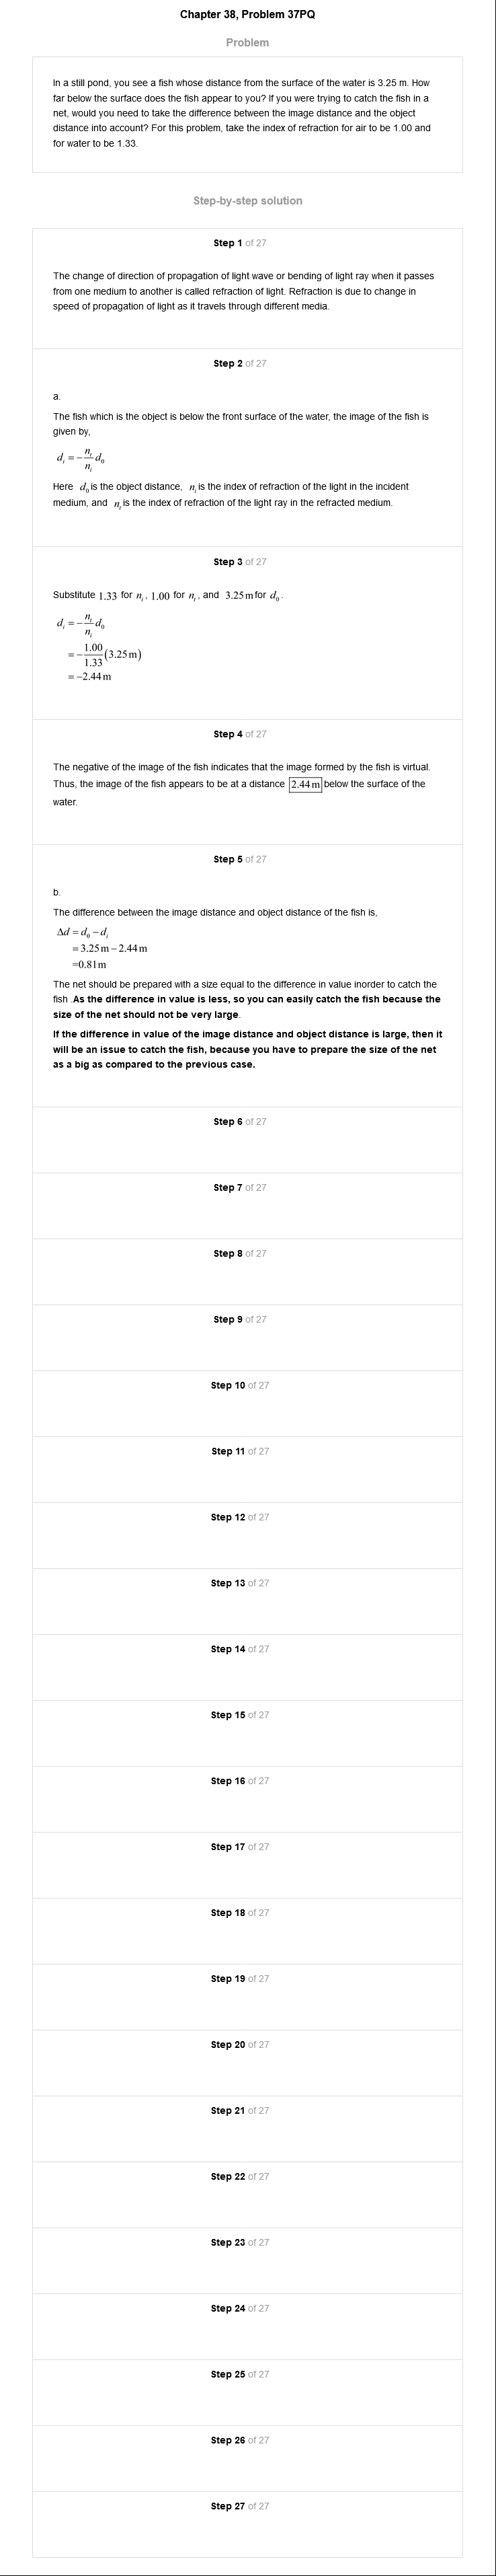 Chapter 38, Problem 37PQ
Problem
In a still pond, you see a fish whose distance from the surface of the water is 3.25 m. How
far below the surface does the fish appear to you? If you were trying to catch the fish in a
net, would you need to take the difference between the image distance and the object
distance into account? For this problem, take the index of refraction for air to be 1.00 and
for water to be 1.33.
Step-by-step solution
Step 1 of 27
The change of direction of propagation of light wave or bending of light ray when it passes
from one medium to another is called refraction of light. Refraction is due to change in
speed of propagation of light as it travels through different media.
Step 2 of 27
a.
The fish which is the object is below the front surface of the water, the image of the fish is
given by,
d_i = −(n_t/n_i) d_0
Here d_0 is the object distance, n_i is the index of refraction of the light in the incident
medium, and n_t is the index of refraction of the light ray in the refracted medium.
Step 3 of 27
Substitute 1.33 for n_i, 1.00 for n_t, and 3.25 m for d_0.
d_i = −(n_t/n_i) d_0
= −(1.00/1.33)(3.25 m)
= −2.44 m
Step 4 of 27
The negative of the image of the fish indicates that the image formed by the fish is virtual.
Thus, the image of the fish appears to be at a distance 2.44 m below the surface of the
water.
Step 5 of 27
b.
The difference between the image distance and object distance of the fish is,
Δd = d_0 − d_i
= 3.25 m − 2.44 m
=0.81 m
The net should be prepared with a size equal to the difference in value inorder to catch the
fish .As the difference in value is less, so you can easily catch the fish because the
size of the net should not be very large.
If the difference in value of the image distance and object distance is large, then it
will be an issue to catch the fish, because you have to prepare the size of the net
as a big as compared to the previous case.
Step 6 of 27
Step 7 of 27
Step 8 of 27
Step 9 of 27
Step 10 of 27
Step 11 of 27
Step 12 of 27
Step 13 of 27
Step 14 of 27
Step 15 of 27
Step 16 of 27
Step 17 of 27
Step 18 of 27
Step 19 of 27
Step 20 of 27
Step 21 of 27
Step 22 of 27
Step 23 of 27
Step 24 of 27
Step 25 of 27
Step 26 of 27
Step 27 of 27